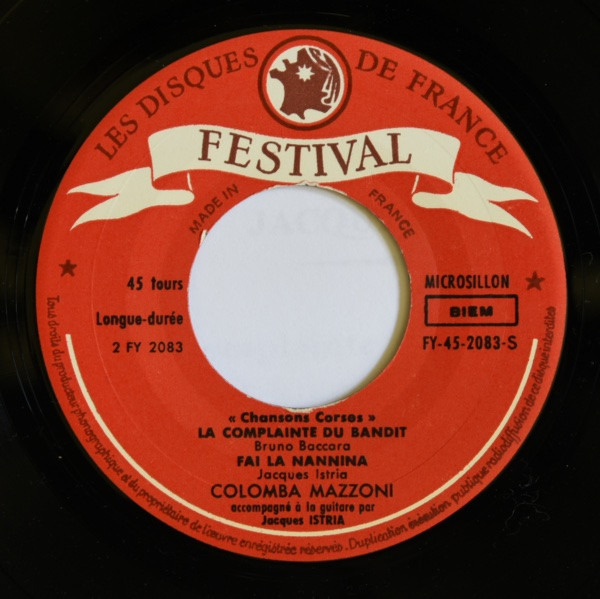 LES DISQUES DE FRANCE
FESTIVAL
MADE IN FRANCE
45 tours
Longue-durée
2 FY 2083
MICROSILLON
BIEM
FY-45-2083-S
« Chansons Corses »
LA COMPLAINTE DU BANDIT
Bruno Baccara
FAI LA NANNINA
Jacques Istria
COLOMBA MAZZONI
accompagné à la guitare par
Jacques ISTRIA
Tous droits du producteur phonographique et du propriétaire de l'œuvre enregistrée réservés. Duplication exécution publique radiodiffusion de ce disque interdites